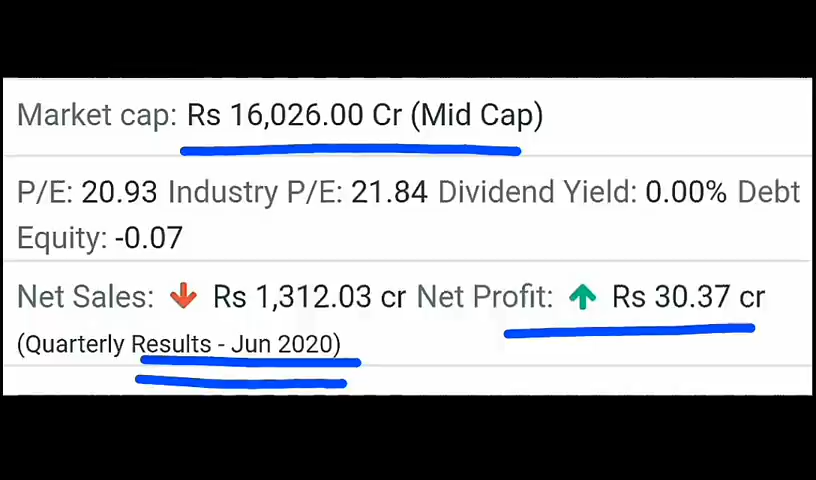 Market cap: Rs 16,026.00 Cr (Mid Cap)
P/E: 20.93 Industry P/E: 21.84 Dividend Yield: 0.00% Debt
Equity: -0.07
Net Sales: Rs 1,312.03 cr Net Profit: Rs 30.37 cr
(Quarterly Results - Jun 2020)